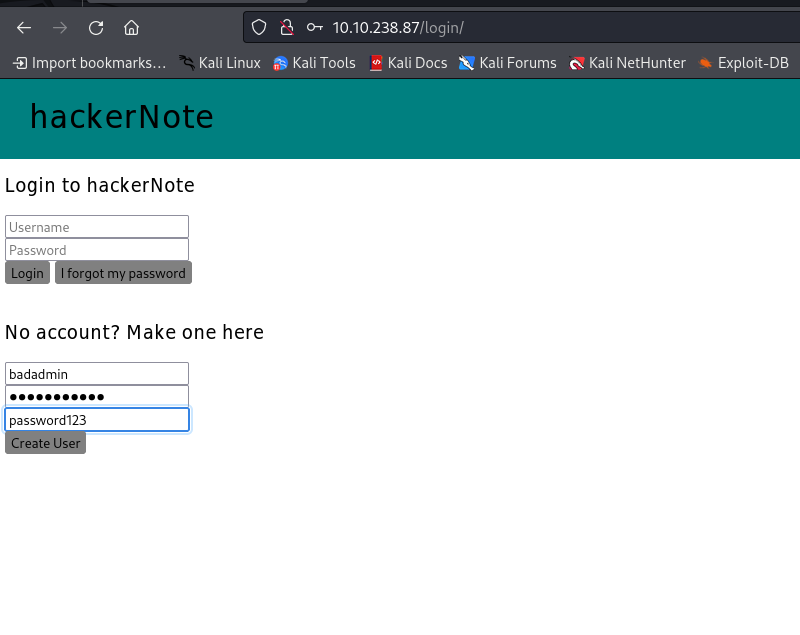 10.10.238.87/login/
Import bookmarks... Kali Linux Kali Tools Kali Docs Kali Forums Kali NetHunter Exploit-DB
hackerNote
Login to hackerNote
Username
Password
Login I forgot my password
No account? Make one here
badadmin
●●●●●●●●●●●
password123
Create User